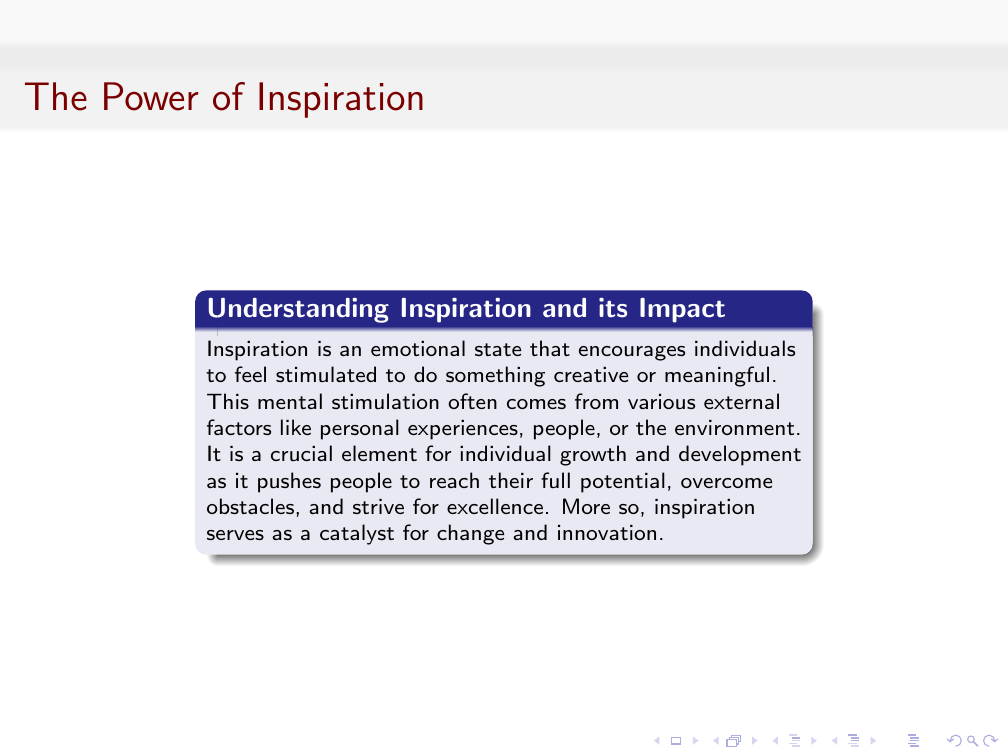 The Power of Inspiration
Understanding Inspiration and its Impact
Inspiration is an emotional state that encourages individuals
to feel stimulated to do something creative or meaningful.
This mental stimulation often comes from various external
factors like personal experiences, people, or the environment.
It is a crucial element for individual growth and development
as it pushes people to reach their full potential, overcome
obstacles, and strive for excellence. More so, inspiration
serves as a catalyst for change and innovation.